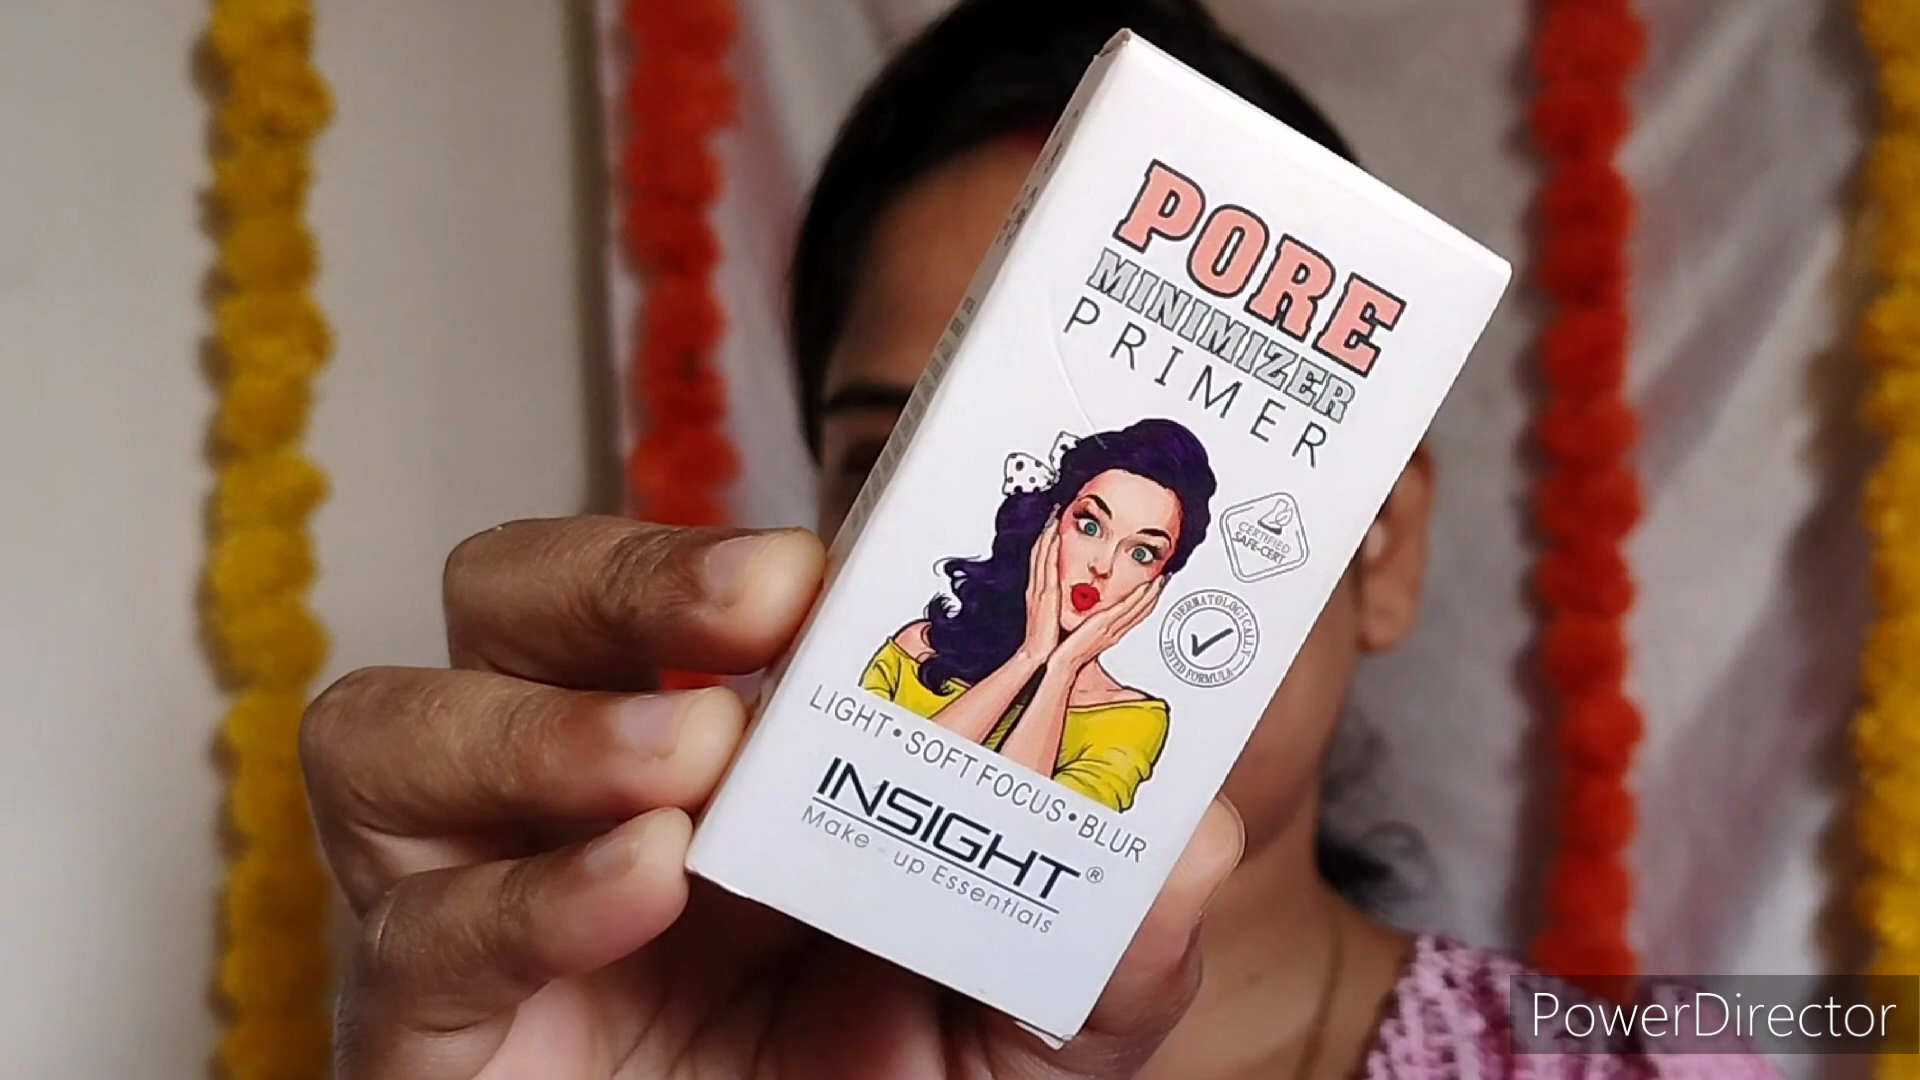 PORE
MINIMIZER
PRIMER
CERTIFIED
SAFE-CERT
DERMATOLOGICALLY
TESTED FORMULA
LIGHT • SOFT FOCUS • BLUR
INSIGHT®
Make-up Essentials
PowerDirector